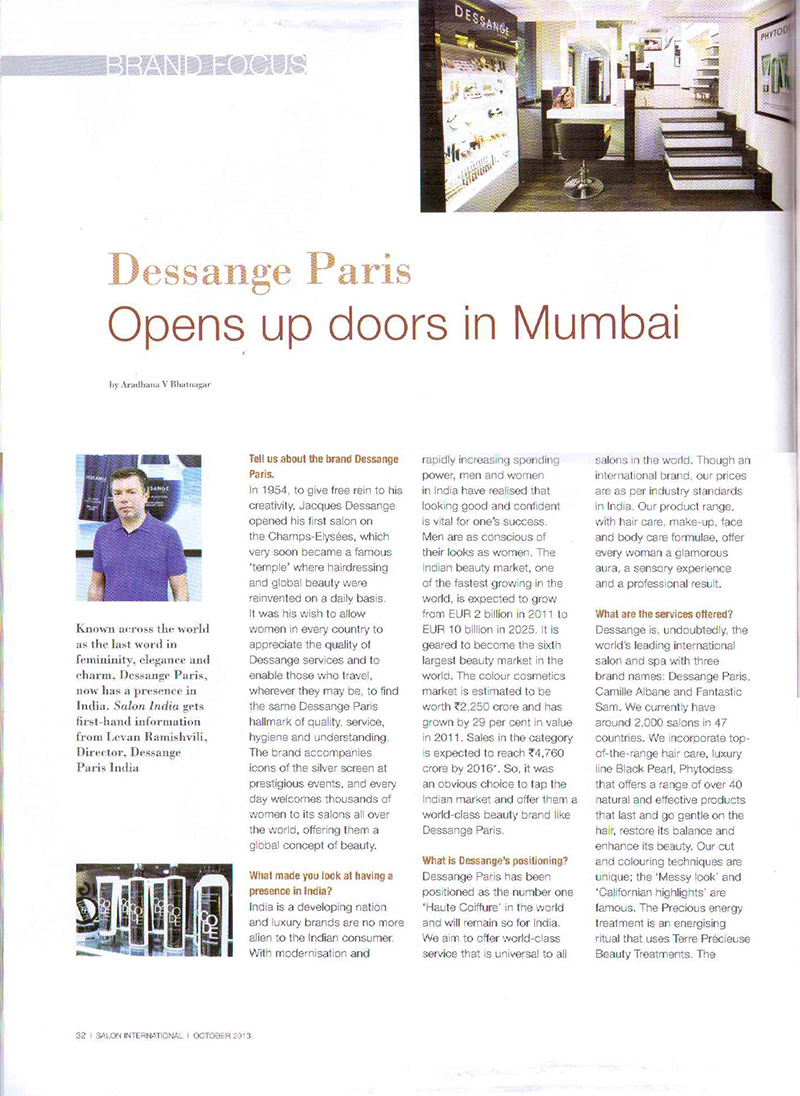 DESSANGE
PHYTODE
BRAND FOCUS
Dessange Paris
Opens up doors in Mumbai
by Aradhana V Bhatnagar
DESSANGE
Known across the world
as the last word in
femininity, elegance and
charm, Dessange Paris,
now has a presence in
India. Salon India gets
first-hand information
from Levan Ramishvili,
Director, Dessange
Paris India
CODE
CODE
CODE
Tell us about the brand Dessange
Paris.
In 1954, to give free rein to his
creativity, Jacques Dessange
opened his first salon on
the Champs-Elysées, which
very soon became a famous
‘temple’ where hairdressing
and global beauty were
reinvented on a daily basis.
It was his wish to allow
women in every country to
appreciate the quality of
Dessange services and to
enable those who travel,
wherever they may be, to find
the same Dessange Paris
hallmark of quality, service,
hygiene and understanding.
The brand accompanies
icons of the silver screen at
prestigious events, and every
day welcomes thousands of
women to its salons all over
the world, offering them a
global concept of beauty.
What made you look at having a
presence in India?
India is a developing nation
and luxury brands are no more
alien to the Indian consumer.
With modernisation and
rapidly increasing spending
power, men and women
in India have realised that
looking good and confident
is vital for one’s success.
Men are as conscious of
their looks as women. The
Indian beauty market, one
of the fastest growing in the
world, is expected to grow
from EUR 2 billion in 2011 to
EUR 10 billion in 2025. It is
geared to become the sixth
largest beauty market in the
world. The colour cosmetics
market is estimated to be
worth ₹2,250 crore and has
grown by 29 per cent in value
in 2011. Sales in the category
is expected to reach ₹4,760
crore by 2016*. So, it was
an obvious choice to tap the
Indian market and offer them a
world-class beauty brand like
Dessange Paris.
What is Dessange’s positioning?
Dessange Paris has been
positioned as the number one
‘Haute Coiffure’ in the world
and will remain so for India.
We aim to offer world-class
service that is universal to all
salons in the world. Though an
international brand, our prices
are as per industry standards
in India. Our product range,
with hair care, make-up, face
and body care formulae, offer
every woman a glamorous
aura, a sensory experience
and a professional result.
What are the services offered?
Dessange is, undoubtedly, the
world’s leading international
salon and spa with three
brand names: Dessange Paris,
Camille Albane and Fantastic
Sam. We currently have
around 2,000 salons in 47
countries. We incorporate top-
of-the-range hair care, luxury
line Black Pearl, Phytodess
that offers a range of over 40
natural and effective products
that last and go gentle on the
hair, restore its balance and
enhance its beauty. Our cut
and colouring techniques are
unique; the ‘Messy look’ and
‘Californian highlights’ are
famous. The Precious energy
treatment is an energising
ritual that uses Terre Précieuse
Beauty Treatments. The
32 | SALON INTERNATIONAL | OCTOBER 2013